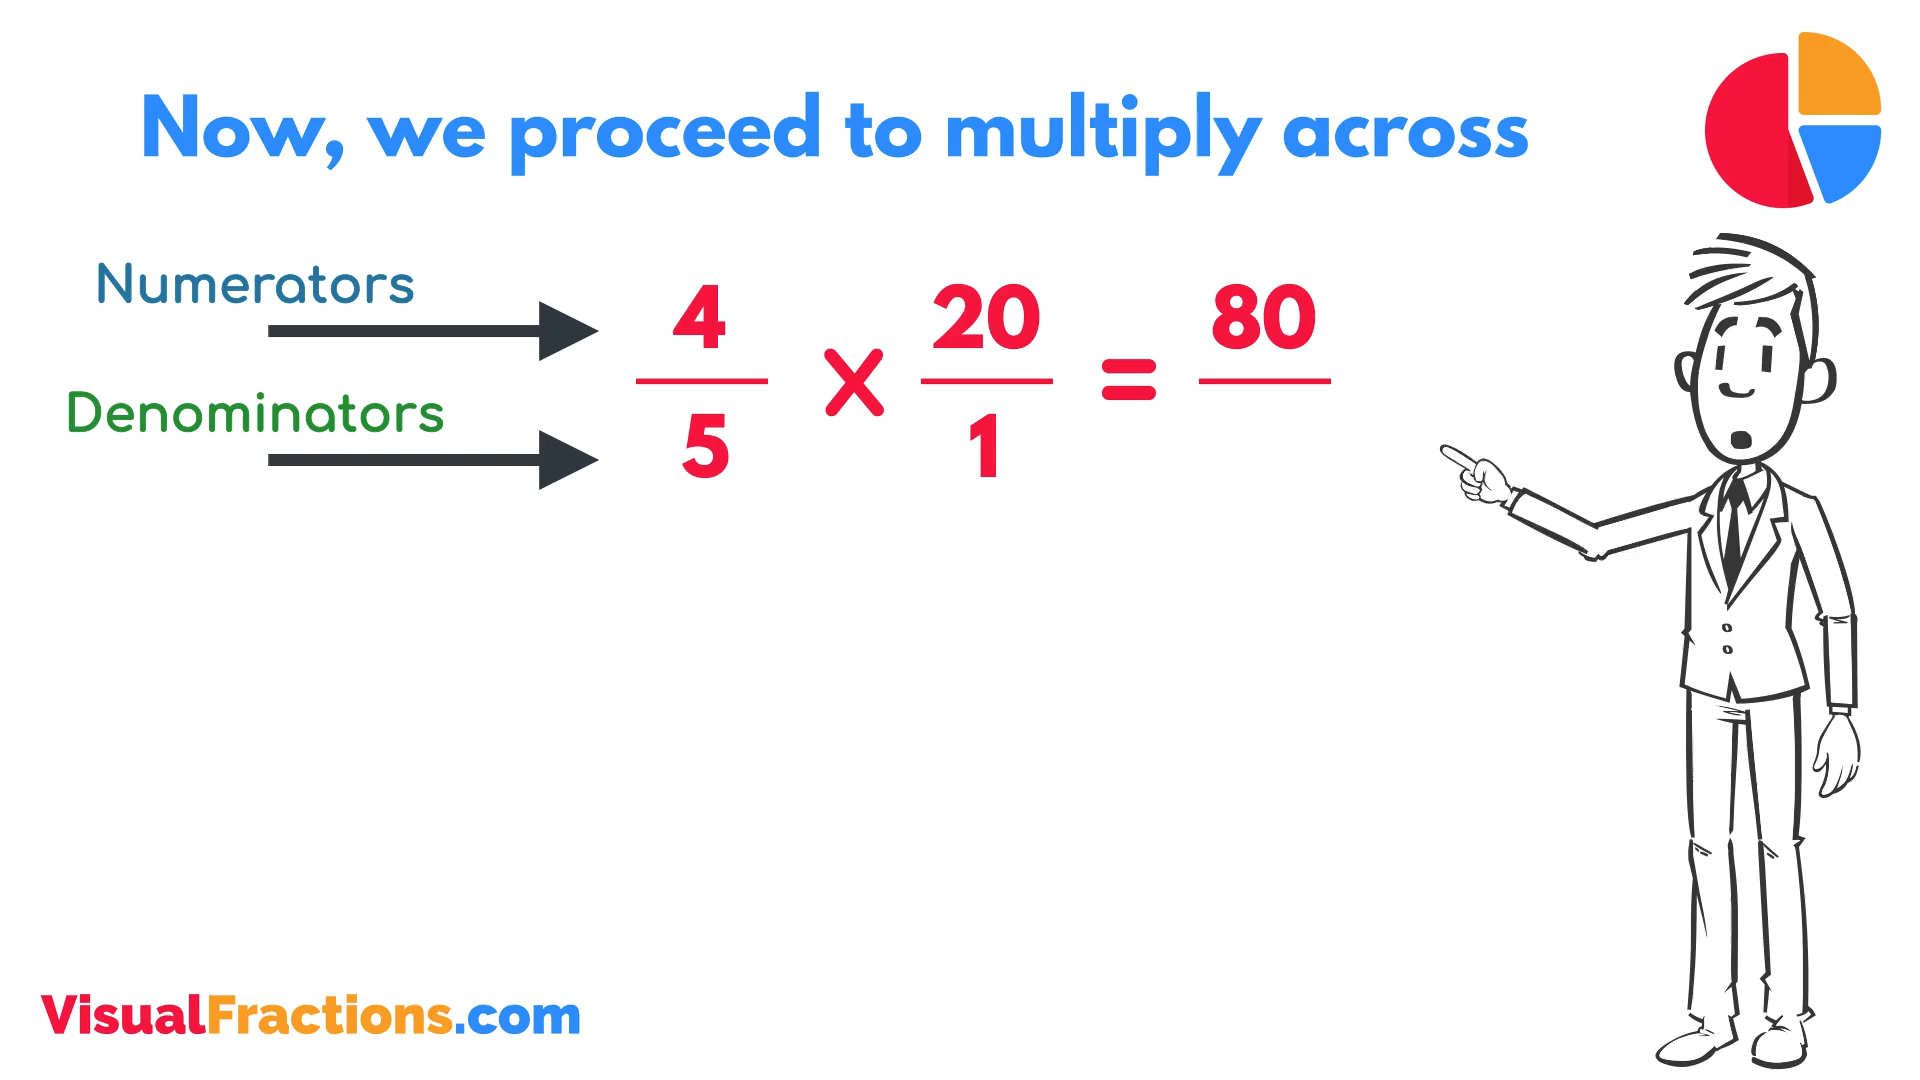 Now, we proceed to multiply across
Numerators
4 20 80
× =
Denominators
5 1
VisualFractions.com